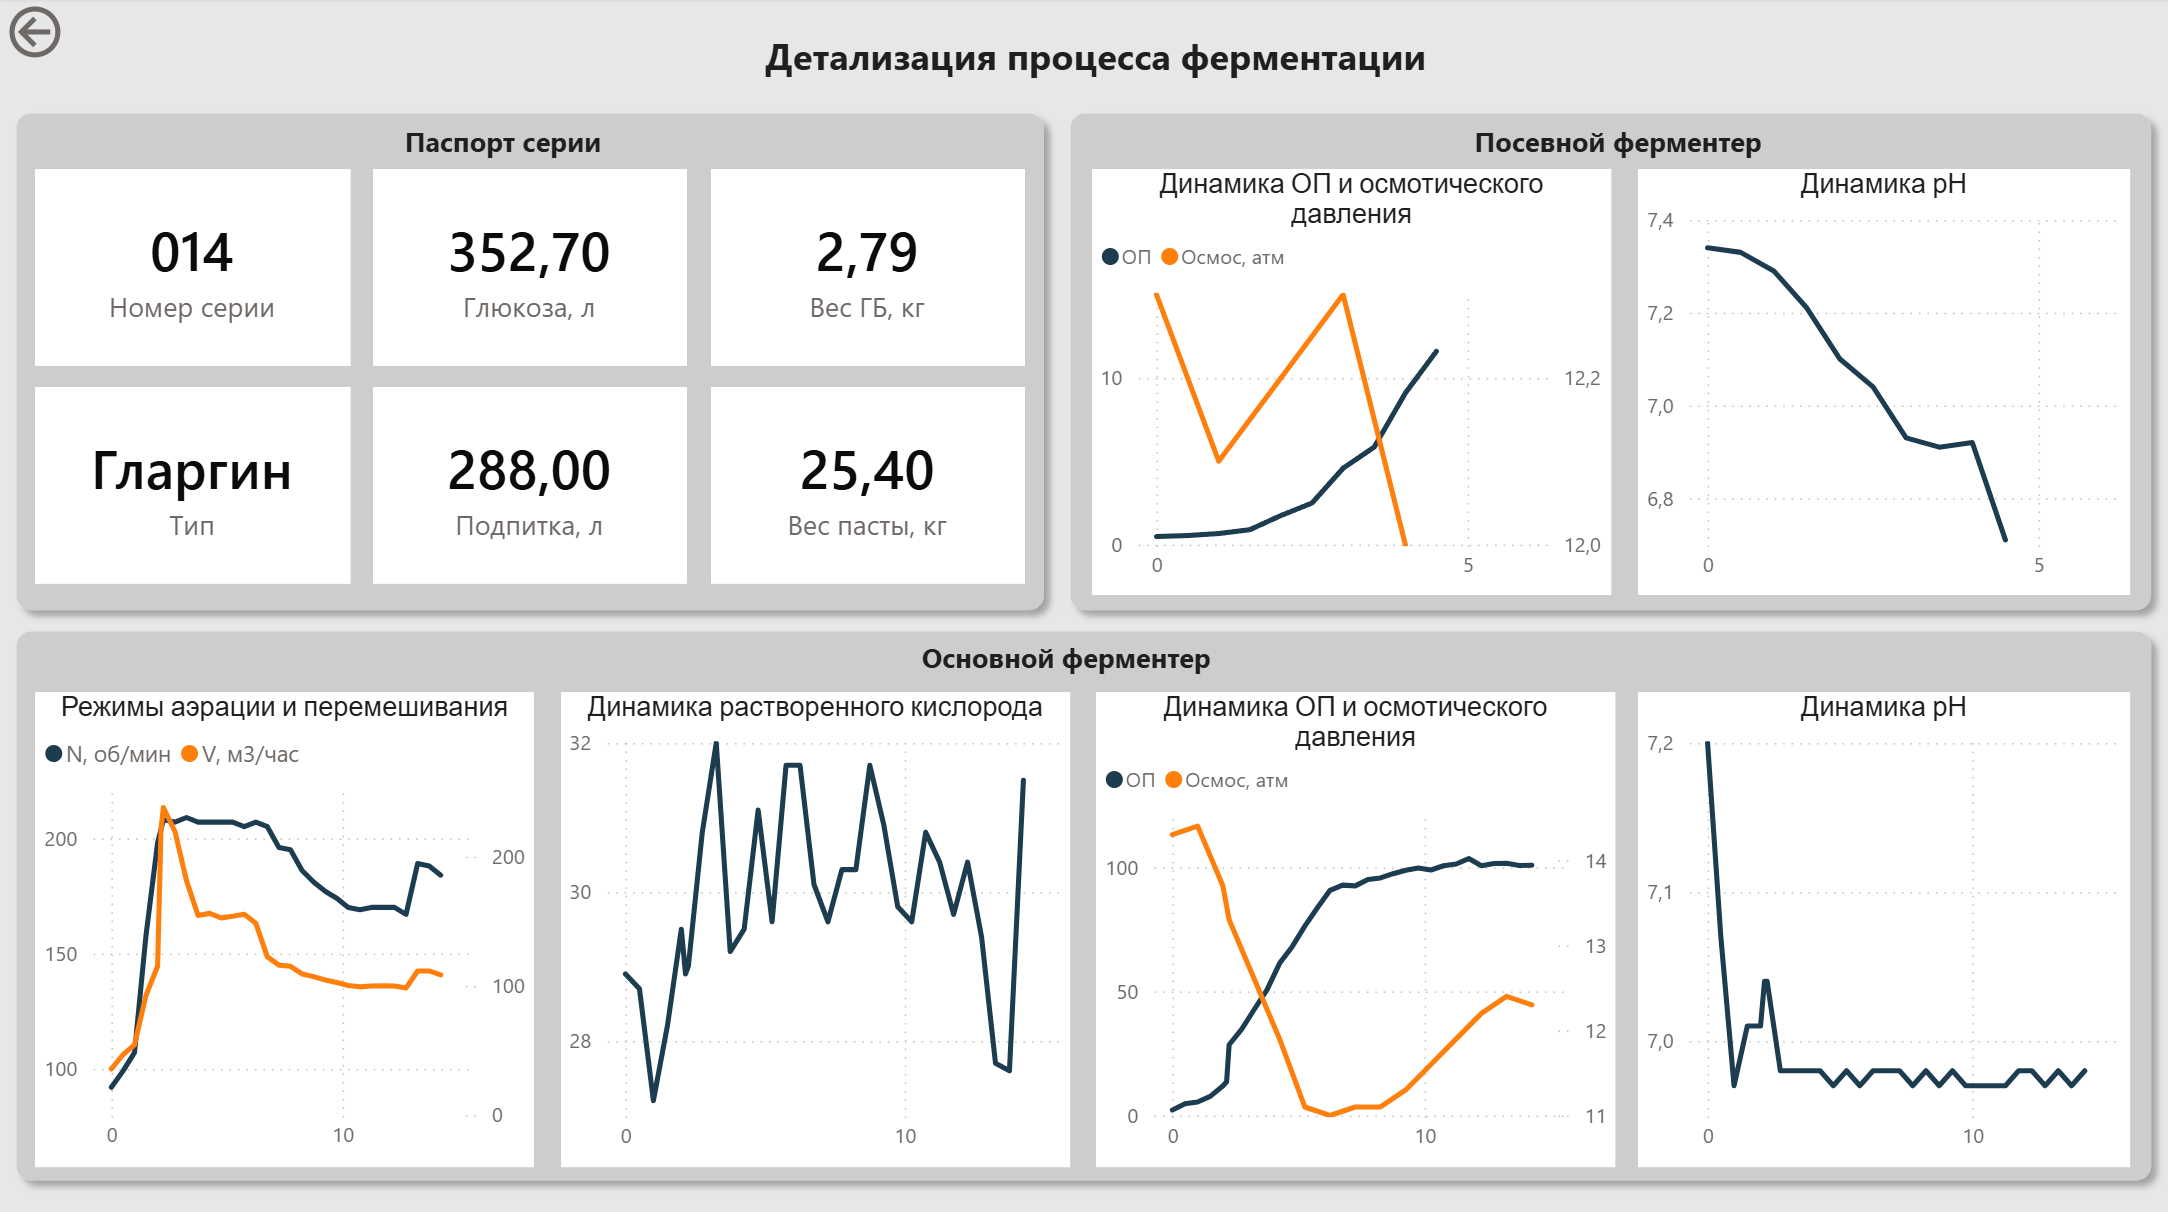 Детализация процесса ферментации
Паспорт серии
014
Номер серии
352,70
Глюкоза, л
2,79
Вес ГБ, кг
Гларгин
Тип
288,00
Подпитка, л
25,40
Вес пасты, кг
Посевной ферментер
Динамика ОП и осмотического
давления
ОП Осмос, атм
10
12,2
0
12,0
0
5
Динамика pH
7,4
7,2
7,0
6,8
0
5
Основной ферментер
Режимы аэрации и перемешивания
N, об/мин V, м3/час
200
200
150
100
100
0
0
10
Динамика растворенного кислорода
32
30
28
0
10
Динамика ОП и осмотического
давления
ОП Осмос, атм
100
14
13
50
12
0
11
0
10
Динамика pH
7,2
7,1
7,0
0
10